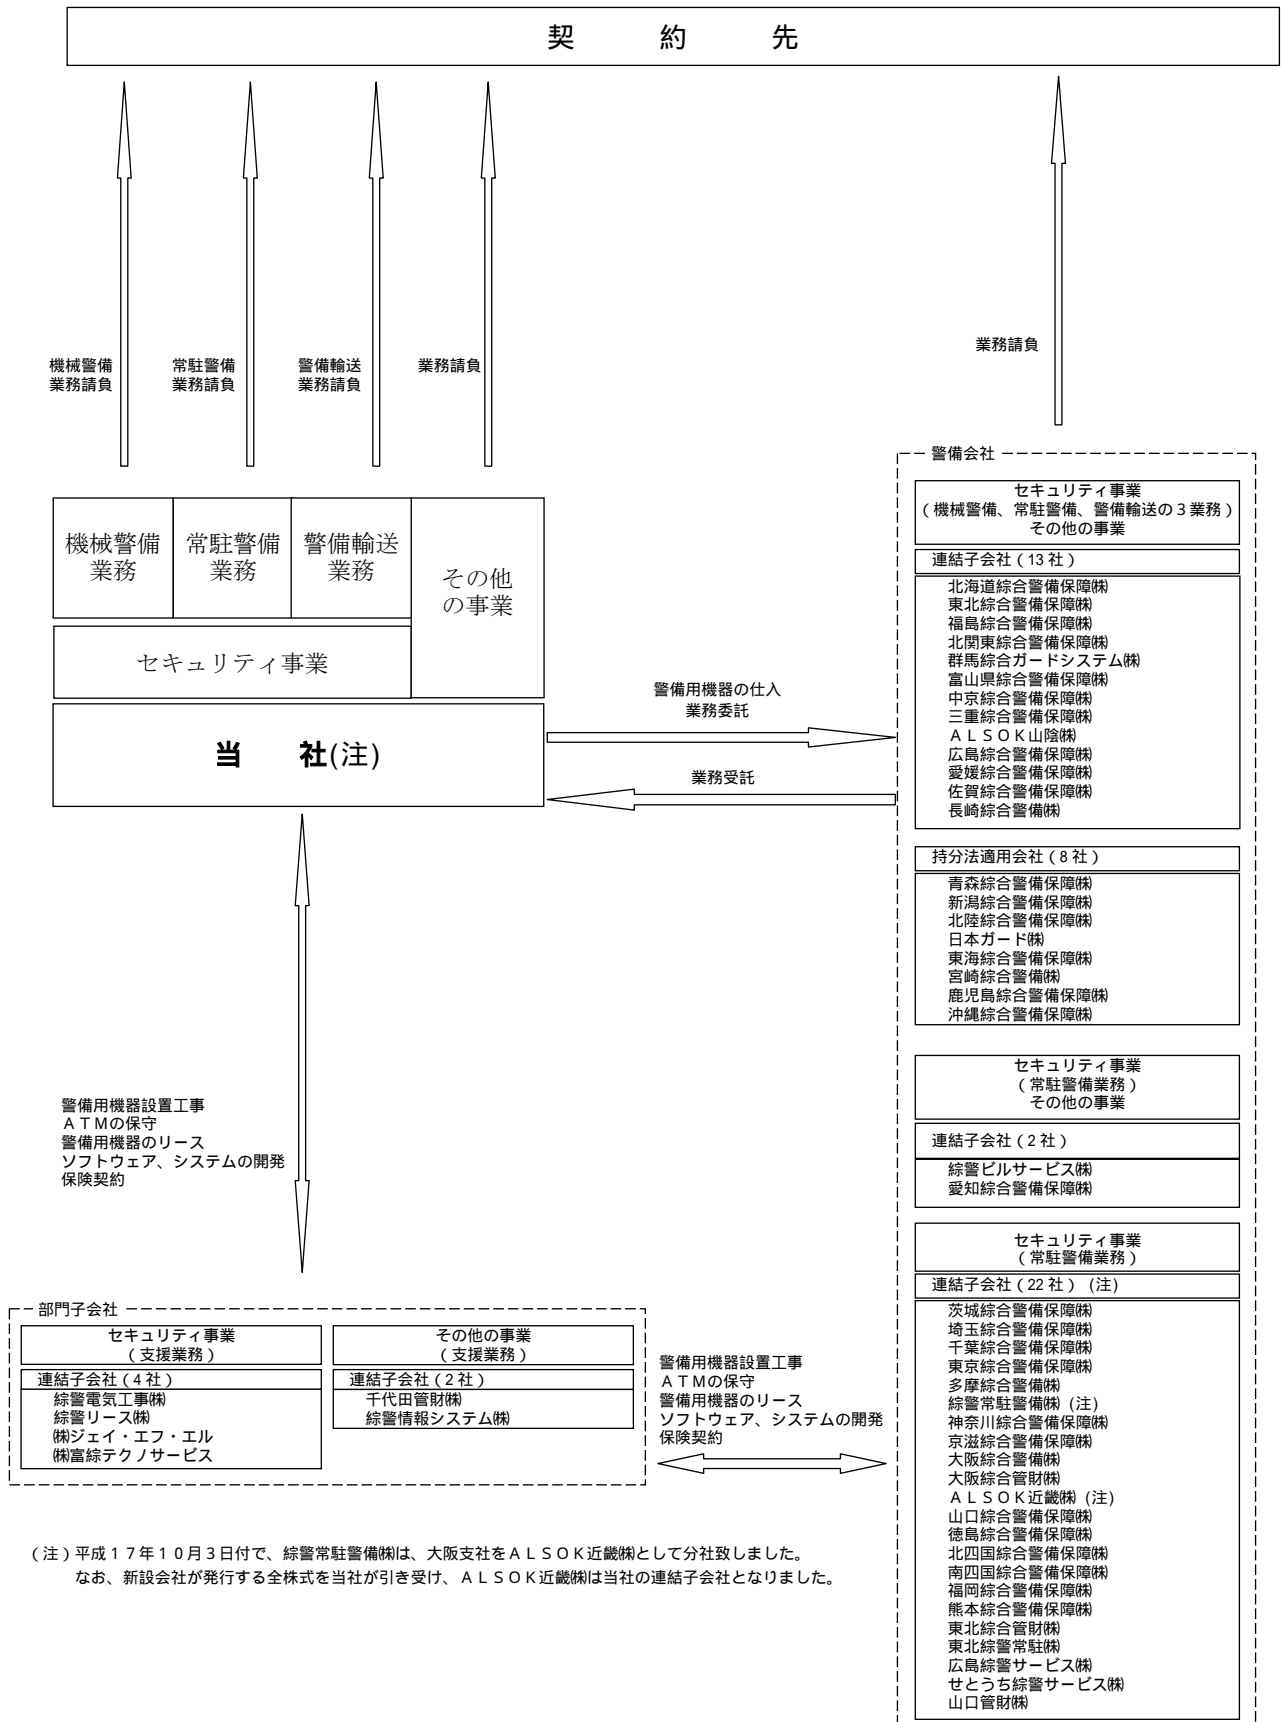 契　約　先
機械警備
業務請負
常駐警備
業務請負
警備輸送
業務請負
業務請負
業務請負
機械警備
業務
常駐警備
業務
警備輸送
業務
その他
の事業
セキュリティ事業
当　社(注)
警備用機器の仕入
業務委託
業務受託
警備会社
セキュリティ事業
(機械警備、常駐警備、警備輸送の３業務)
その他の事業
連結子会社(13社)
北海道綜合警備保障㈱
東北綜合警備保障㈱
福島綜合警備保障㈱
北関東綜合警備保障㈱
群馬綜合ガードシステム㈱
富山県綜合警備保障㈱
中京綜合警備保障㈱
三重綜合警備保障㈱
ＡＬＳＯＫ山陰㈱
広島綜合警備保障㈱
愛媛綜合警備保障㈱
佐賀綜合警備保障㈱
長崎綜合警備㈱
持分法適用会社(8社)
青森綜合警備保障㈱
新潟綜合警備保障㈱
北陸綜合警備保障㈱
日本ガード㈱
東海綜合警備保障㈱
宮崎綜合警備㈱
鹿児島綜合警備保障㈱
沖縄綜合警備保障㈱
セキュリティ事業
(常駐警備業務)
その他の事業
連結子会社(2社)
綜警ビルサービス㈱
愛知綜合警備保障㈱
セキュリティ事業
(常駐警備業務)
連結子会社(22社) (注)
茨城綜合警備保障㈱
埼玉綜合警備保障㈱
千葉綜合警備保障㈱
東京綜合警備保障㈱
多摩綜合警備㈱
綜警常駐警備㈱ (注)
神奈川綜合警備保障㈱
京滋綜合警備保障㈱
大阪綜合警備㈱
大阪綜合管財㈱
ＡＬＳＯＫ近畿㈱ (注)
山口綜合警備保障㈱
徳島綜合警備保障㈱
北四国綜合警備保障㈱
南四国綜合警備保障㈱
福岡綜合警備保障㈱
熊本綜合警備保障㈱
東北綜合管財㈱
東北綜警常駐㈱
広島綜警サービス㈱
せとうち綜警サービス㈱
山口管財㈱
警備用機器設置工事
ＡＴＭの保守
警備用機器のリース
ソフトウェア、システムの開発
保険契約
部門子会社
セキュリティ事業
(支援業務)
連結子会社(4社)
綜警電気工事㈱
綜警リース㈱
㈱ジェイ・エフ・エル
㈱富綜テクノサービス
その他の事業
(支援業務)
連結子会社(2社)
千代田管財㈱
綜警情報システム㈱
警備用機器設置工事
ＡＴＭの保守
警備用機器のリース
ソフトウェア、システムの開発
保険契約
(注)平成１７年１０月３日付で、綜警常駐警備㈱は、大阪支社をＡＬＳＯＫ近畿㈱として分社致しました。
なお、新設会社が発行する全株式を当社が引き受け、ＡＬＳＯＫ近畿㈱は当社の連結子会社となりました。